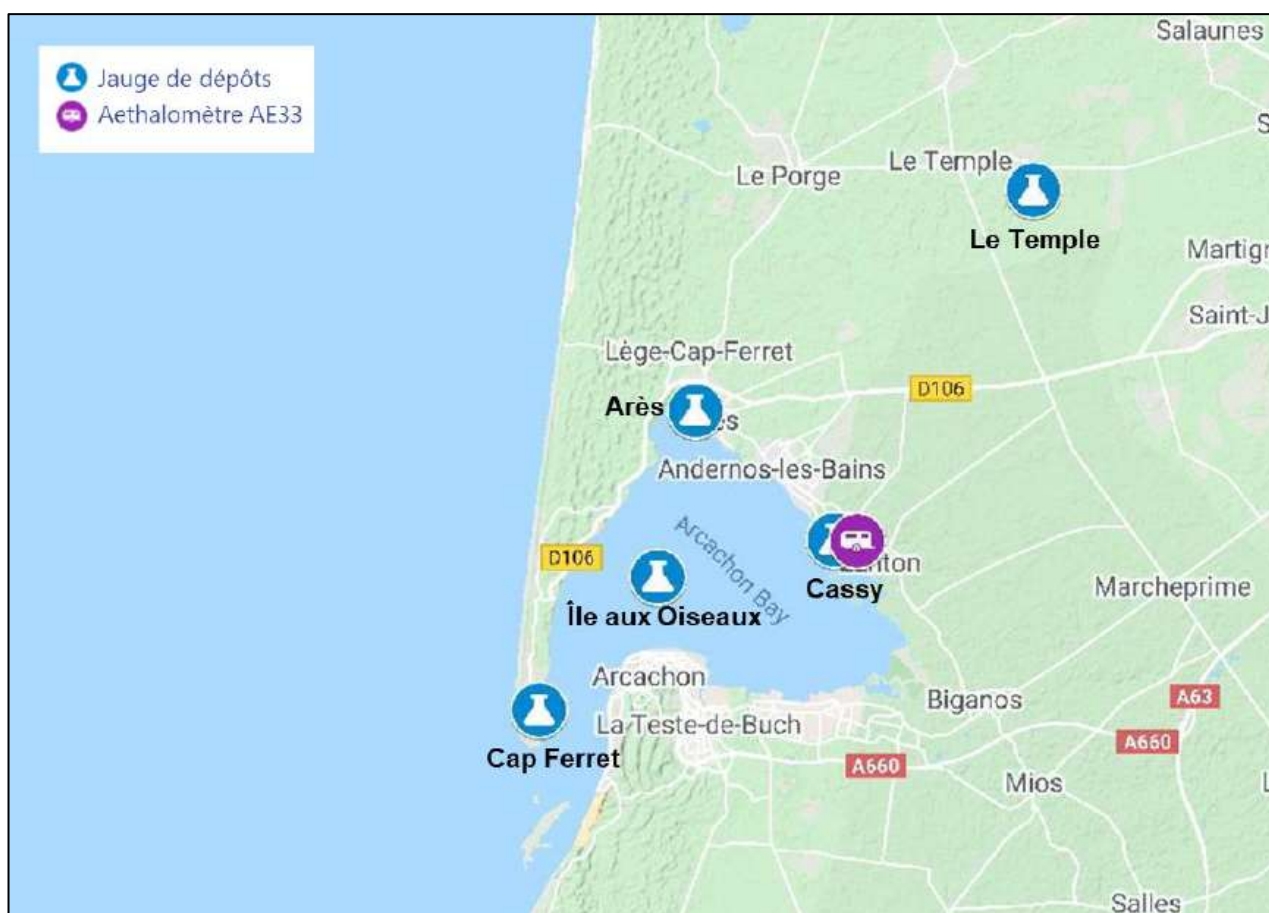 Salaunes
Jauge de dépôts
Aethalomètre AE33
Le Temple
Le Porge
Le Temple
Martign
Saint-J
Lège-Cap-Ferret
D106
Arès
Andernos-les-Bains
Arcachon Bay
D106
Cassy
Marcheprime
Île aux Oiseaux
Arcachon
Biganos
A63
La Teste-de-Buch
A660
Cap Ferret
A660
Mios
Salles